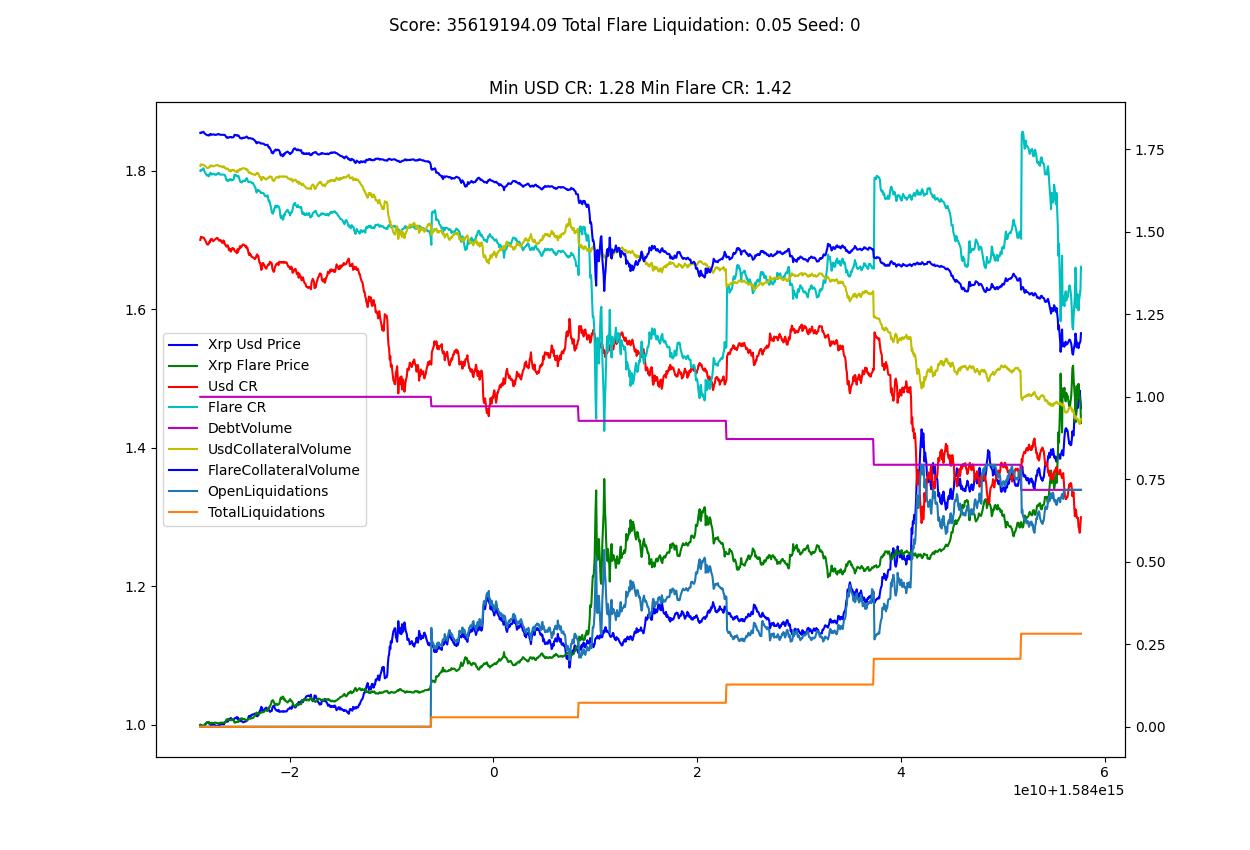 Score: 35619194.09 Total Flare Liquidation: 0.05 Seed: 0
Min USD CR: 1.28 Min Flare CR: 1.42
1.8
1.6
1.4
1.2
1.0
Xrp Usd Price
Xrp Flare Price
Usd CR
Flare CR
DebtVolume
UsdCollateralVolume
FlareCollateralVolume
OpenLiquidations
TotalLiquidations
1.75
1.50
1.25
1.00
0.75
0.50
0.25
0.00
−2 0 2 4 6
1e10+1.584e15